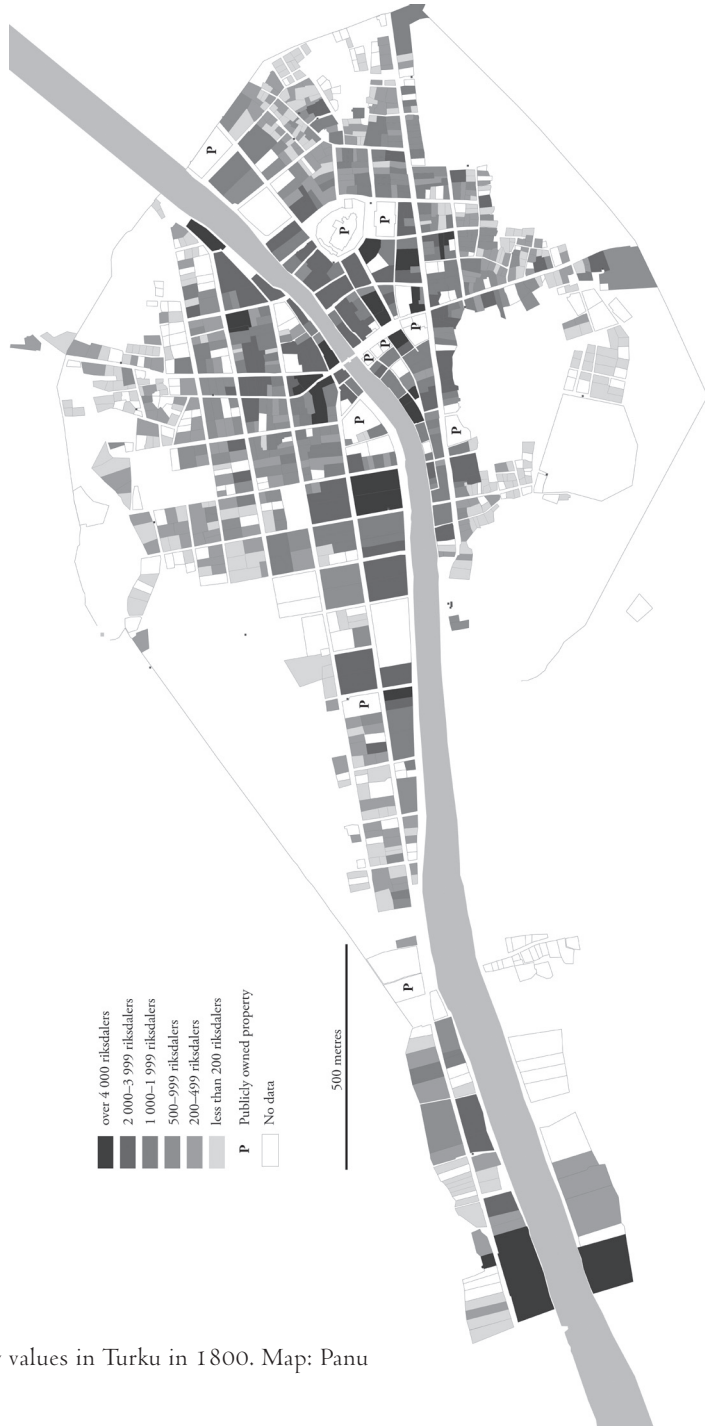 P
P
P
P
P
P
P
P
P
P
over 4 000 riksdalers
2 000–3 999 riksdalers
1 000–1 999 riksdalers
500–999 riksdalers
200–499 riksdalers
less than 200 riksdalers
P Publicly owned property
No data
500 metres
values in Turku in 1800. Map: Panu